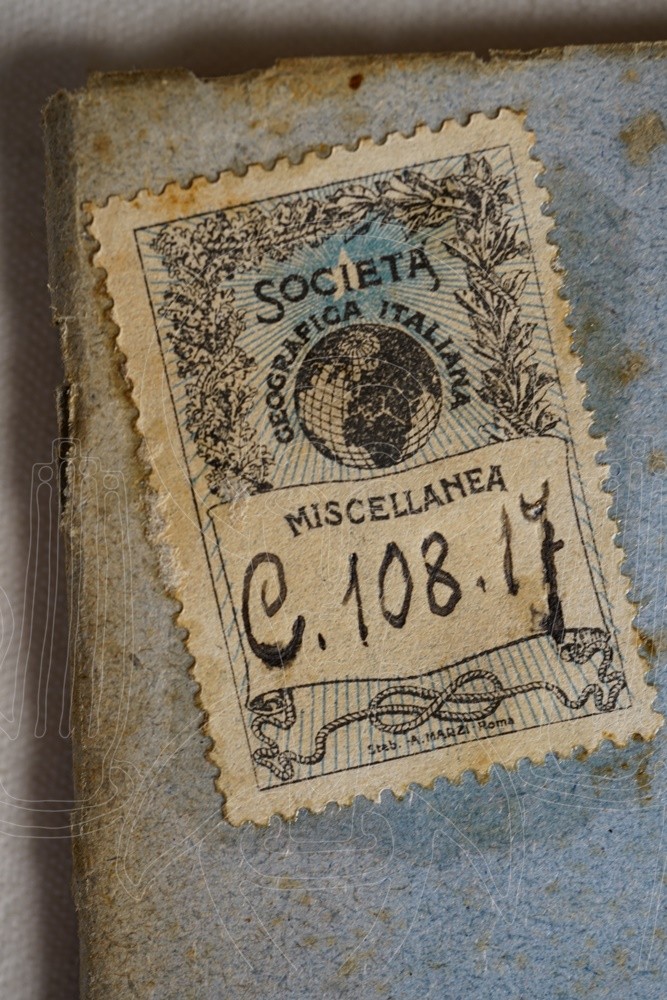 SOCIETÀ
GEOGRAFICA ITALIANA
MISCELLANEA
C. 108. 17
Stab. A. MARZI Roma